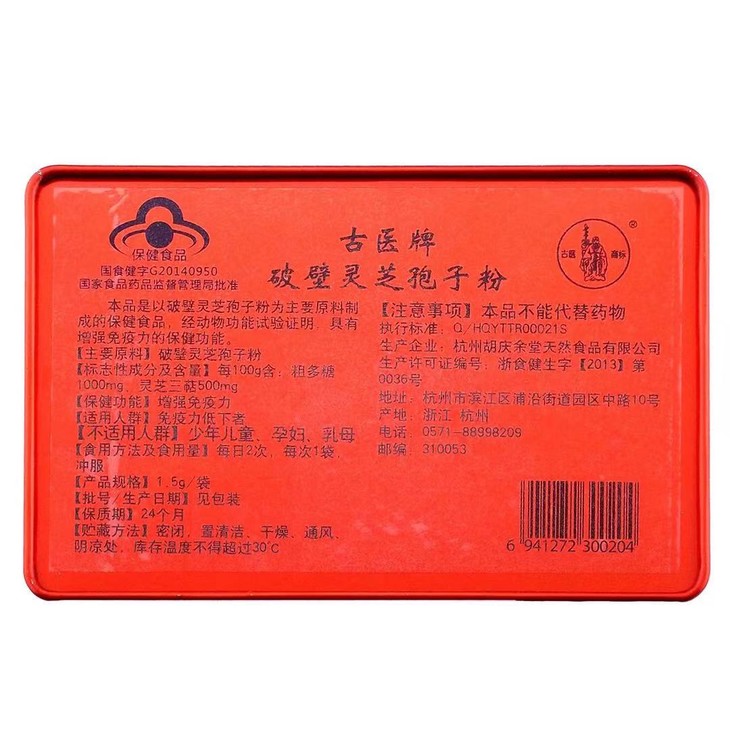 保健食品
国食健字G20140950
国家食品药品监督管理局批准
古医牌
破壁灵芝孢子粉
古医 商标
®
本品是以破壁灵芝孢子粉为主要原料制
成的保健食品，经动物功能试验证明，具有
增强免疫力的保健功能。
【主要原料】破壁灵芝孢子粉
【标志性成分及含量】每100g含：粗多糖
1000mg、灵芝三萜500mg
【保健功能】增强免疫力
【适用人群】免疫力低下者
【不适用人群】少年儿童、孕妇、乳母
【食用方法及食用量】每日2次，每次1袋，
冲服
【产品规格】1.5g/袋
【批号/生产日期】见包装
【保质期】24个月
【贮藏方法】密闭，置清洁、干燥、通风、
阴凉处，库存温度不得超过30℃
【注意事项】本品不能代替药物
执行标准：Q/HQYTTR00021S
生产企业：杭州胡庆余堂天然食品有限公司
生产许可证编号：浙食健生字【2013】第
0036号
地址：杭州市滨江区浦沿街道园区中路10号
产地：浙江 杭州
电话：0571-88998209
邮编：310053
6 941272 300204